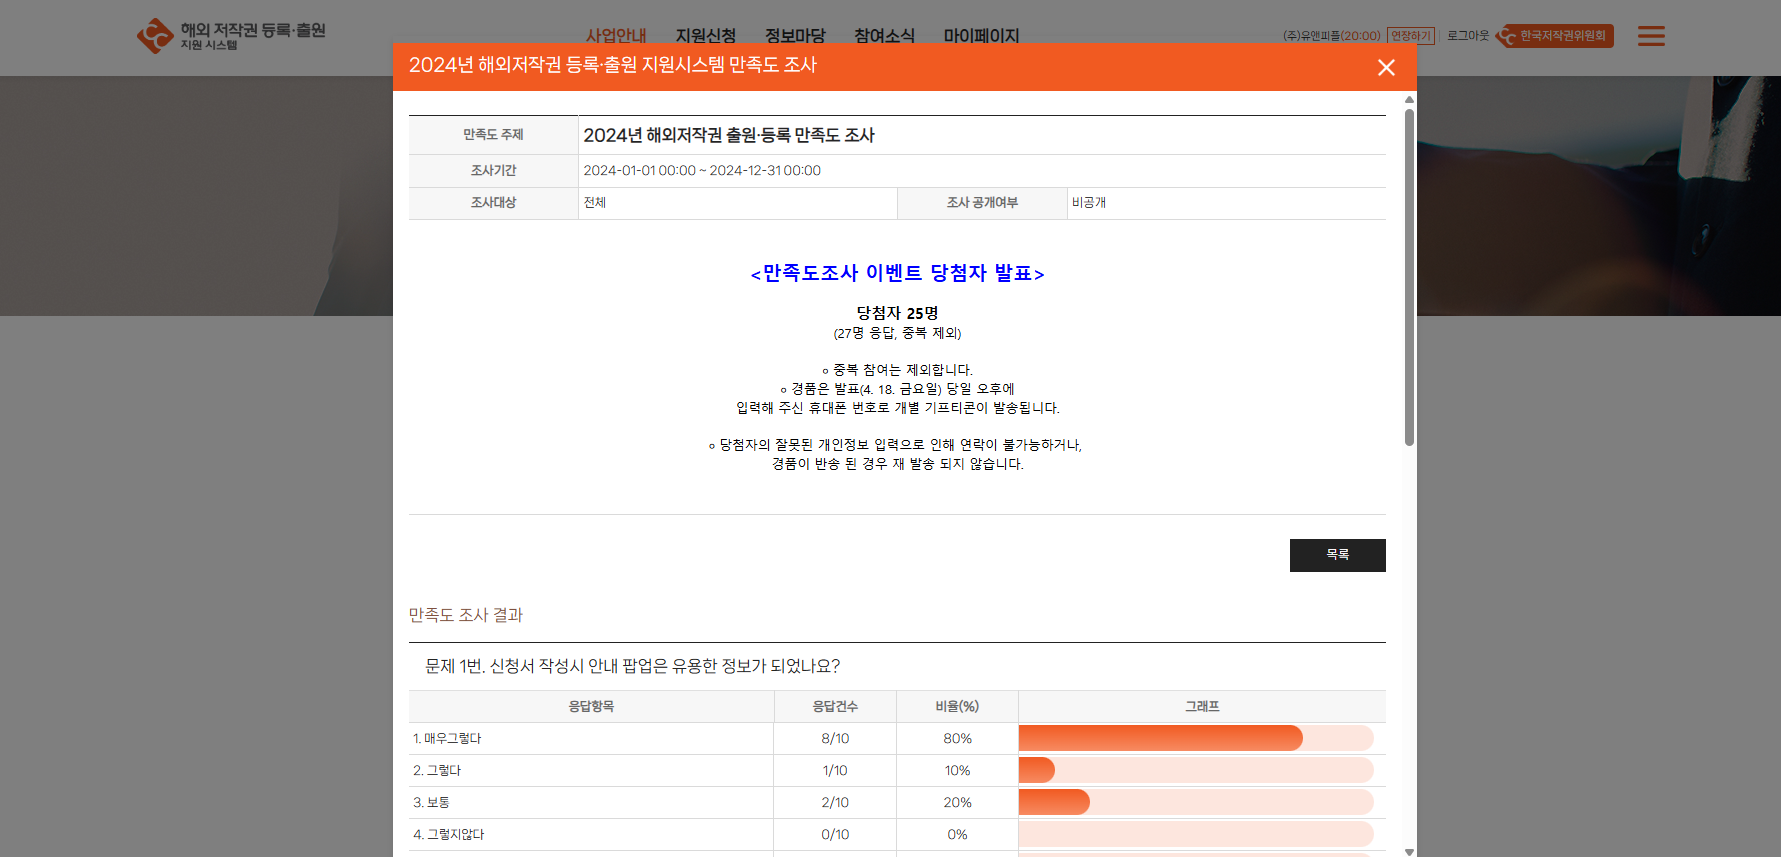 해외 저작권 등록·출원
지원 시스템
사업안내 지원신청 정보마당 참여소식 마이페이지
(주)유앤피플(20:00) 연장하기 로그아웃 한국저작권위원회
2024년 해외저작권 등록·출원 지원시스템 만족도 조사
만족도 주제 2024년 해외저작권 출원·등록 만족도 조사
조사기간 2024-01-01 00:00 ~ 2024-12-31 00:00
조사대상 전체 조사 공개여부 비공개
<만족도조사 이벤트 당첨자 발표>
당첨자 25명
(27명 응답, 중복 제외)
○ 중복 참여는 제외합니다.
○ 경품은 발표(4. 18. 금요일) 당일 오후에
입력해 주신 휴대폰 번호로 개별 기프티콘이 발송됩니다.
○ 당첨자의 잘못된 개인정보 입력으로 인해 연락이 불가능하거나,
경품이 반송 된 경우 재 발송 되지 않습니다.
목록
만족도 조사 결과
문제 1번. 신청서 작성시 안내 팝업은 유용한 정보가 되었나요?
응답항목 응답건수 비율(%) 그래프
1. 매우그렇다 8/10 80%
2. 그렇다 1/10 10%
3. 보통 2/10 20%
4. 그렇지않다 0/10 0%